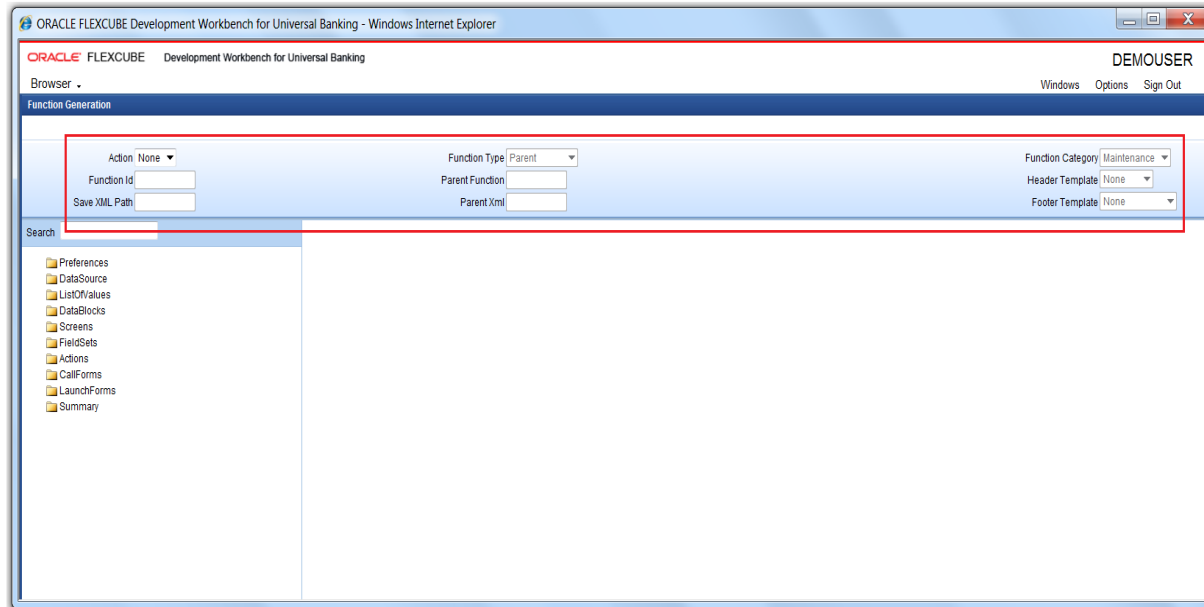 ORACLE FLEXCUBE Development Workbench for Universal Banking - Windows Internet Explorer
ORACLE FLEXCUBE Development Workbench for Universal Banking DEMOUSER
Browser Windows Options Sign Out
Function Generation
Action None Function Type Parent Function Category Maintenance
Function Id Parent Function Header Template None
Save XML Path Parent Xml Footer Template None
Search
Preferences
DataSource
ListOfValues
DataBlocks
Screens
FieldSets
Actions
CallForms
LaunchForms
Summary